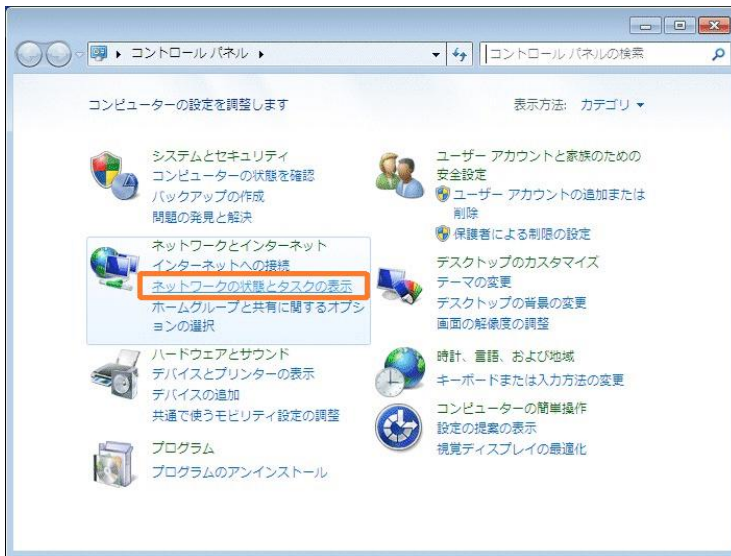 コントロール パネル
コントロール パネルの検索
コンピューターの設定を調整します
表示方法: カテゴリ
システムとセキュリティ
コンピューターの状態を確認
バックアップの作成
問題の発見と解決
ネットワークとインターネット
インターネットへの接続
ネットワークの状態とタスクの表示
ホームグループと共有に関するオプシ
ョンの選択
ハードウェアとサウンド
デバイスとプリンターの表示
デバイスの追加
共通で使うモビリティ設定の調整
プログラム
プログラムのアンインストール
ユーザー アカウントと家族のための
安全設定
ユーザー アカウントの追加または
削除
保護者による制限の設定
デスクトップのカスタマイズ
テーマの変更
デスクトップの背景の変更
画面の解像度の調整
時計、言語、および地域
キーボードまたは入力方法の変更
コンピューターの簡単操作
設定の提案の表示
視覚ディスプレイの最適化